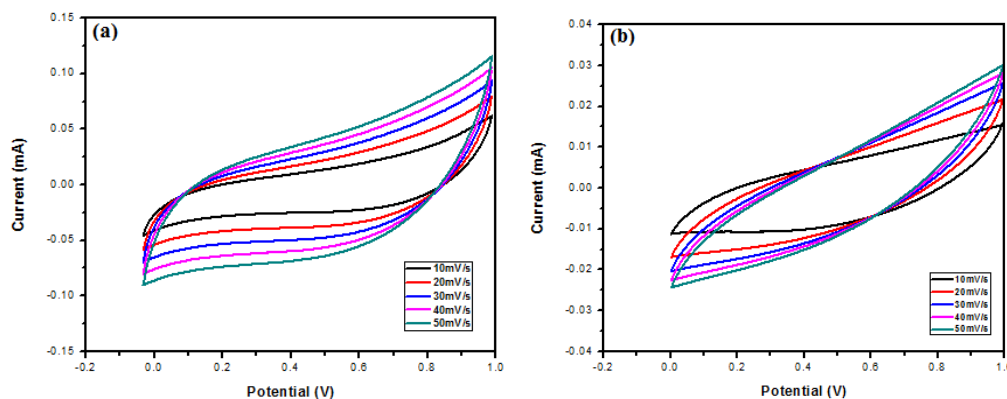 (a)
0.15
0.10
0.05
0.00
-0.05
-0.10
-0.15
Current (mA)
-0.2
0.0
0.2
0.4
0.6
0.8
1.0
Potential (V)
10mV/s
20mV/s
30mV/s
40mV/s
50mV/s
(b)
0.04
0.03
0.02
0.01
0.00
-0.01
-0.02
-0.03
-0.04
Current (mA)
-0.2
0.0
0.2
0.4
0.6
0.8
1.0
Potential (V)
10mV/s
20mV/s
30mV/s
40mV/s
50mV/s